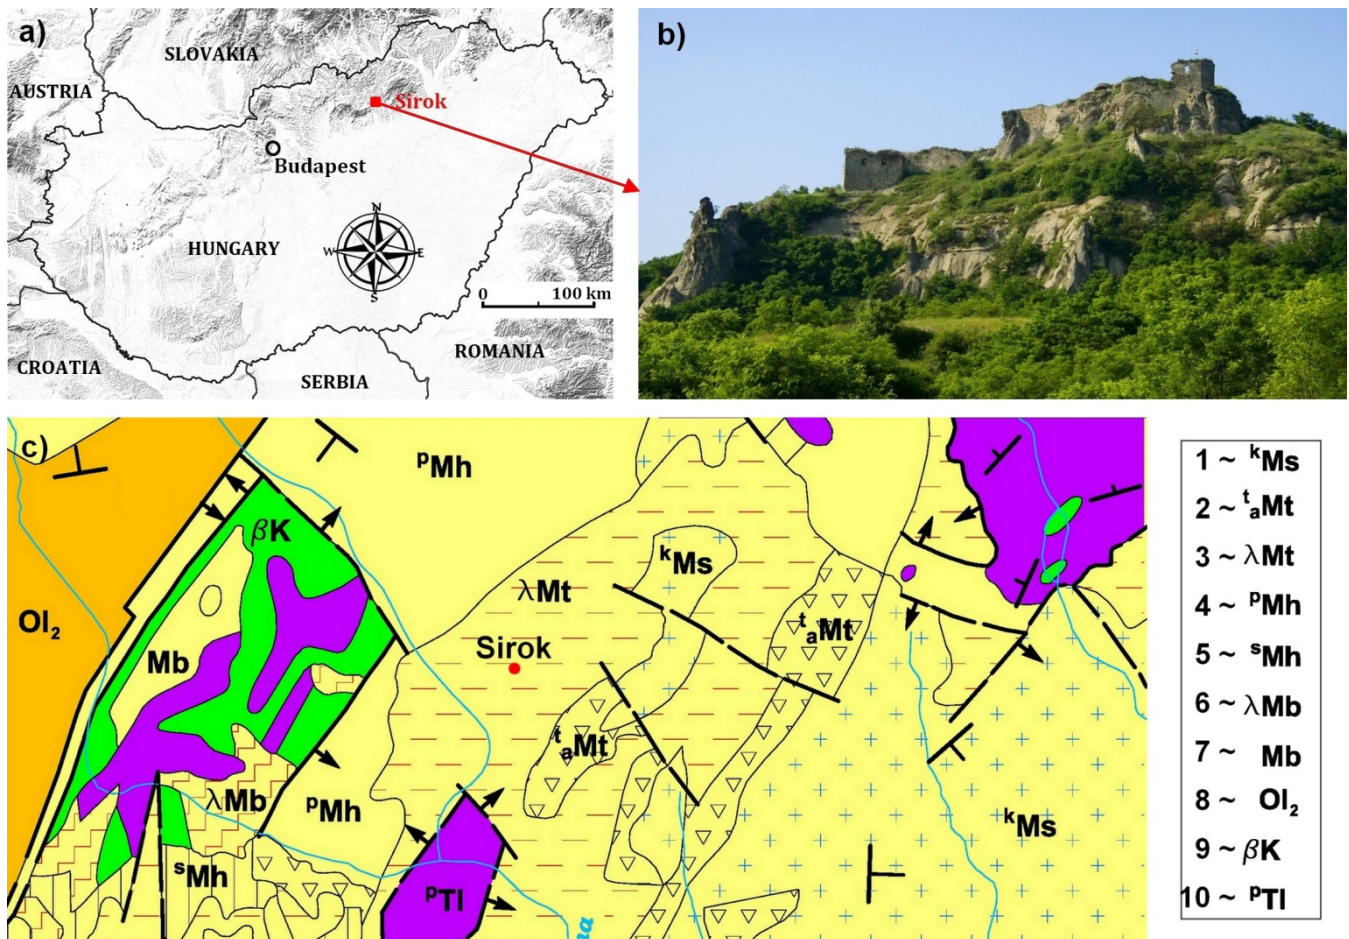 a)
SLOVAKIA
AUSTRIA
Sirok
Budapest
N
W E
S
HUNGARY
0 100 km
CROATIA
SERBIA
ROMANIA
b)
c)
ᵖMh
βK
ᵏMs
λMt
Ol₂
ᵗₐMt
Mb
Sirok
ᵗₐMt
λMb
ᵖMh
ᵏMs
ˢMh
ᵖTl
na
1 ~ ᵏMs
2 ~ ᵗₐMt
3 ~ λMt
4 ~ ᵖMh
5 ~ ˢMh
6 ~ λMb
7 ~ Mb
8 ~ Ol₂
9 ~ βK
10 ~ ᵖTl